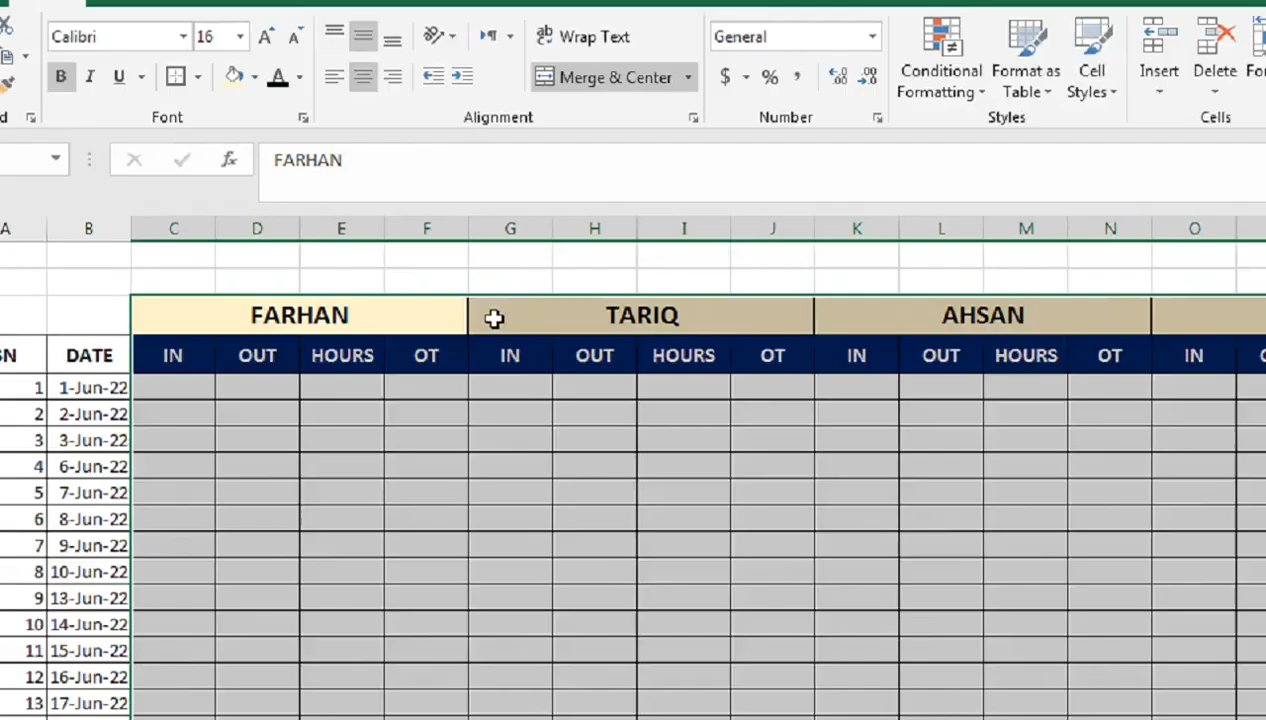 Calibri 16 Wrap Text General
B I U A Merge & Center $ % , Conditional Formatting Format as Table Cell Styles Insert Delete
Font Alignment Number Styles Cells
fx FARHAN
A B C D E F G H I J K L M N O
FARHAN TARIQ AHSAN
SN DATE IN OUT HOURS OT IN OUT HOURS OT IN OUT HOURS OT IN
1 1-Jun-22
2 2-Jun-22
3 3-Jun-22
4 6-Jun-22
5 7-Jun-22
6 8-Jun-22
7 9-Jun-22
8 10-Jun-22
9 13-Jun-22
10 14-Jun-22
11 15-Jun-22
12 16-Jun-22
13 17-Jun-22